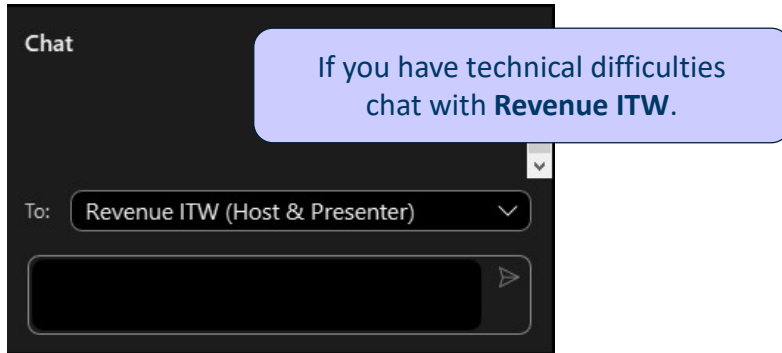 Chat
If you have technical difficulties
chat with Revenue ITW.
To: Revenue ITW (Host & Presenter)